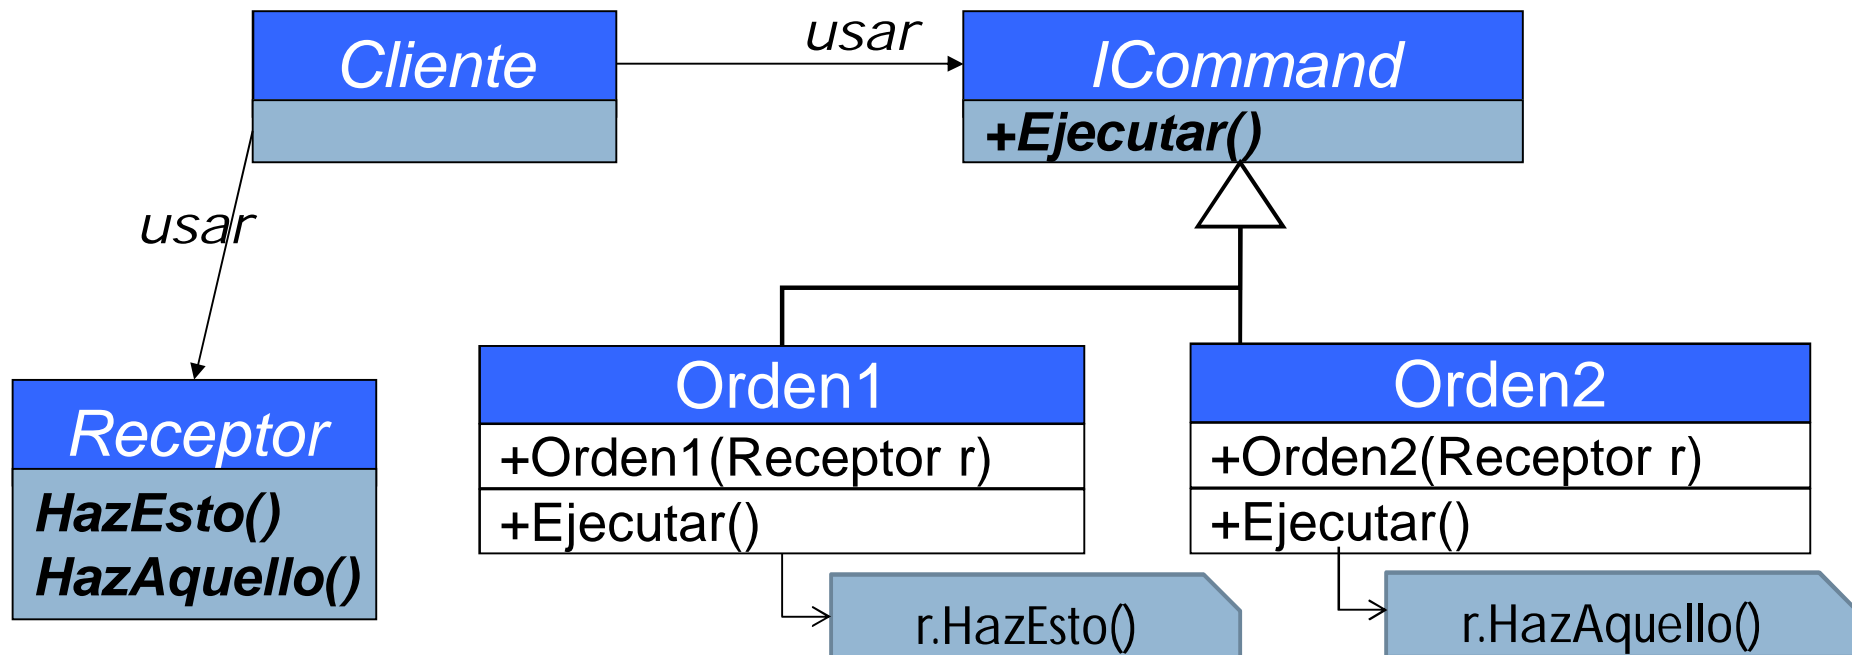 Cliente
usar
ICommand
+Ejecutar()
usar
Receptor
HazEsto()
HazAquello()
Orden1
+Orden1(Receptor r)
+Ejecutar()
r.HazEsto()
Orden2
+Orden2(Receptor r)
+Ejecutar()
r.HazAquello()